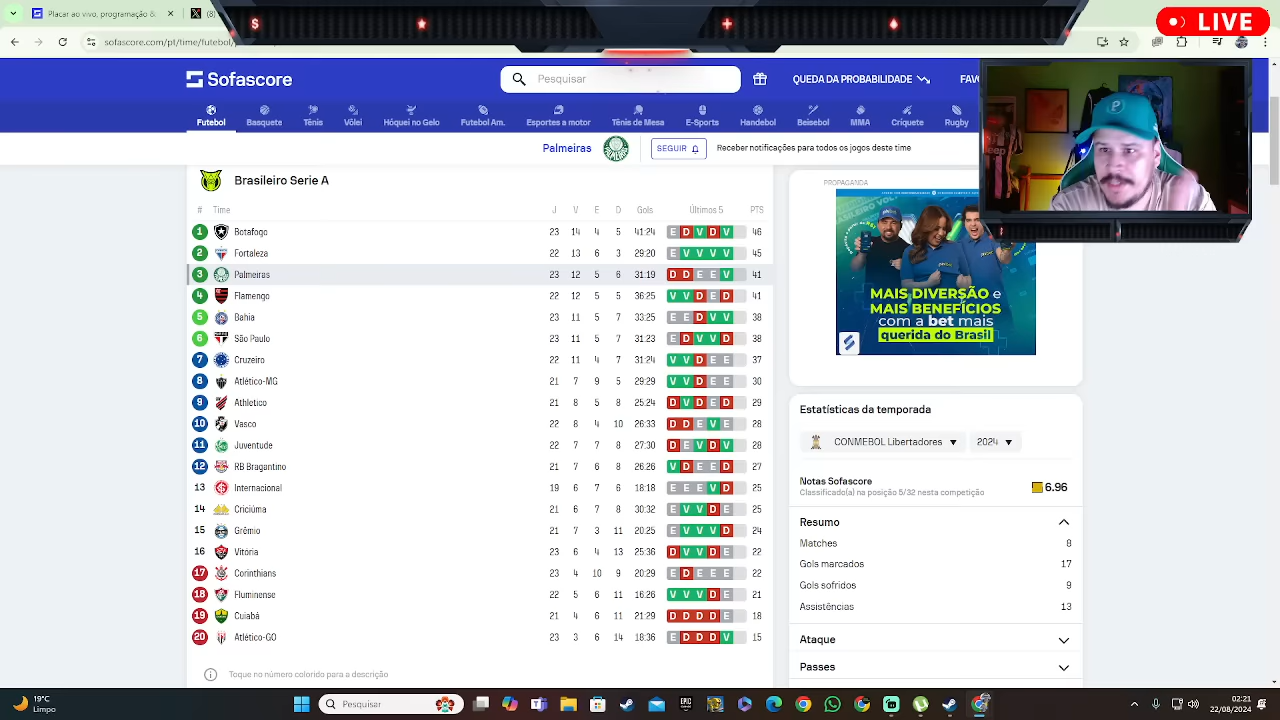 Placar ao vivo, programação d
(8)
LIVE
sofascore.com/pt/time/futebol/
Sofascore
Pesquisar
QUEDA DA PROBABILIDADE
FAV
Futebol
Basquete
Tênis
Vôlei
Hóquei no Gelo
Futebol Am.
Esportes a motor
Tênis de Mesa
E-Sports
Handebol
Beisebol
MMA
Críquete
Rugby
Palmeiras
SEGUIR
Receber notificações para todos os jogos deste time
Brasileiro Serie A
# Time J V E D Gols Últimos 5 PTS
1 Botafogo 23 14 4 5 41:24 E D V D V 46
2 Fortaleza 22 13 6 3 29:20 E V V V V 45
3 Palmeiras 23 12 5 6 31:19 D D E E V 41
4 Flamengo 22 12 5 5 36:25 V V D E D 41
5 Bahia 23 11 5 7 33:25 E E D V V 38
6 São Paulo 23 11 5 7 31:23 E D V V D 38
7 Cruzeiro 22 11 4 7 31:24 V V D E E 37
8 Atlético-MG 21 7 9 5 29:29 V V D E E 30
9 Athletico 21 8 5 8 25:24 D V D E D 29
10 Vasco 22 8 4 10 26:33 D D E V E 28
11 Juventude 22 7 7 8 27:30 D E V D V 28
12 RB Bragantino 21 7 6 8 26:26 V D E E D 27
13 Internacional 19 6 7 6 18:18 E E E V D 25
14 Criciúma 21 6 7 8 30:32 E V V D E 25
15 Grêmio 21 7 3 11 20:25 E V V V D 24
16 Vitória 23 6 4 13 25:36 D V V D E 22
17 Corinthians 23 4 10 9 20:29 E D E E E 22
18 Fluminense 22 5 6 11 16:26 V V V D E 21
19 Cuiabá 21 4 6 11 21:29 D D D D E 18
20 Atlético-GO 23 3 6 14 18:36 E D D D V 15
Toque no número colorido para a descrição
PROPAGANDA
MAIS DIVERSÃO e
MAIS BENEFÍCIOS
com a bet mais
querida do Brasil
Estatísticas da temporada
CONMEBOL Libertadores
2024
Notas Sofascore
Classificado(a) na posição 5/32 nesta competição
6.96
Resumo
Matches 8
Gols marcados 17
Gols sofridos 9
Assistências 13
Ataque
Passes
19°C
Limpo
Pesquisar
02:21
22/08/2024